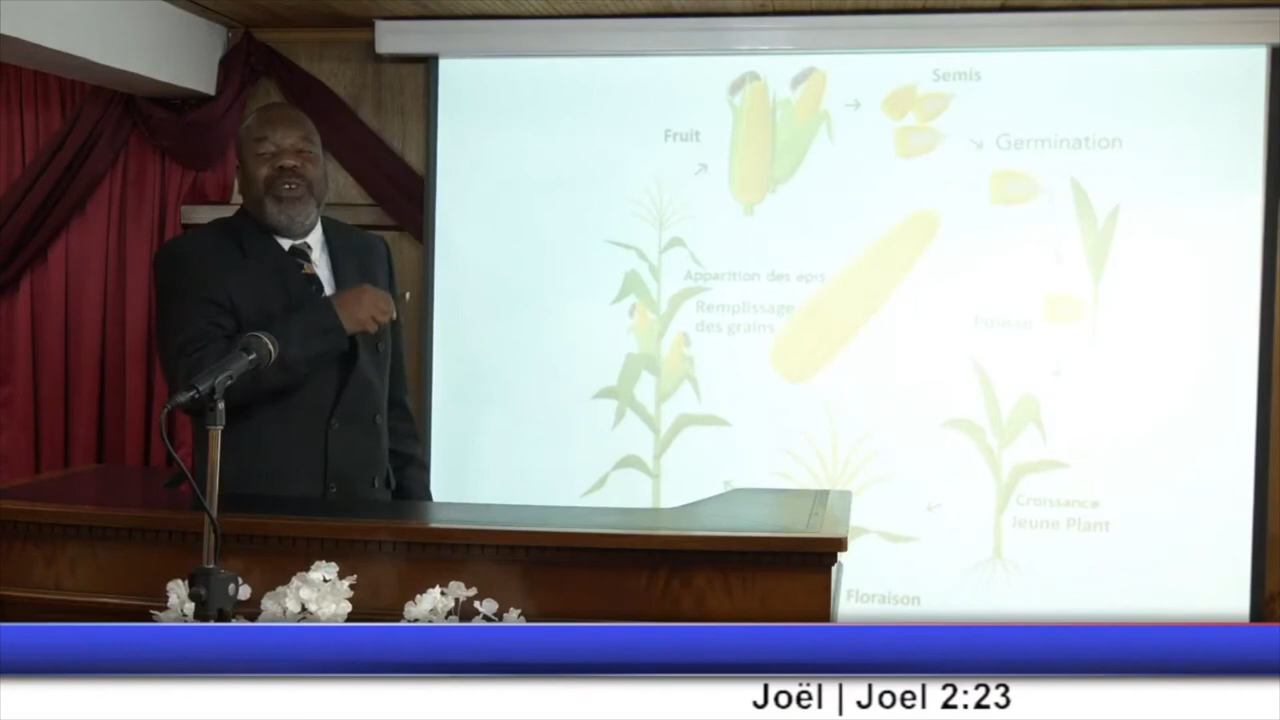 Semis
Fruit
Germination
Apparition des epis
Remplissage
des grains
Croissance
Jeune Plant
Floraison
Joël | Joel 2:23